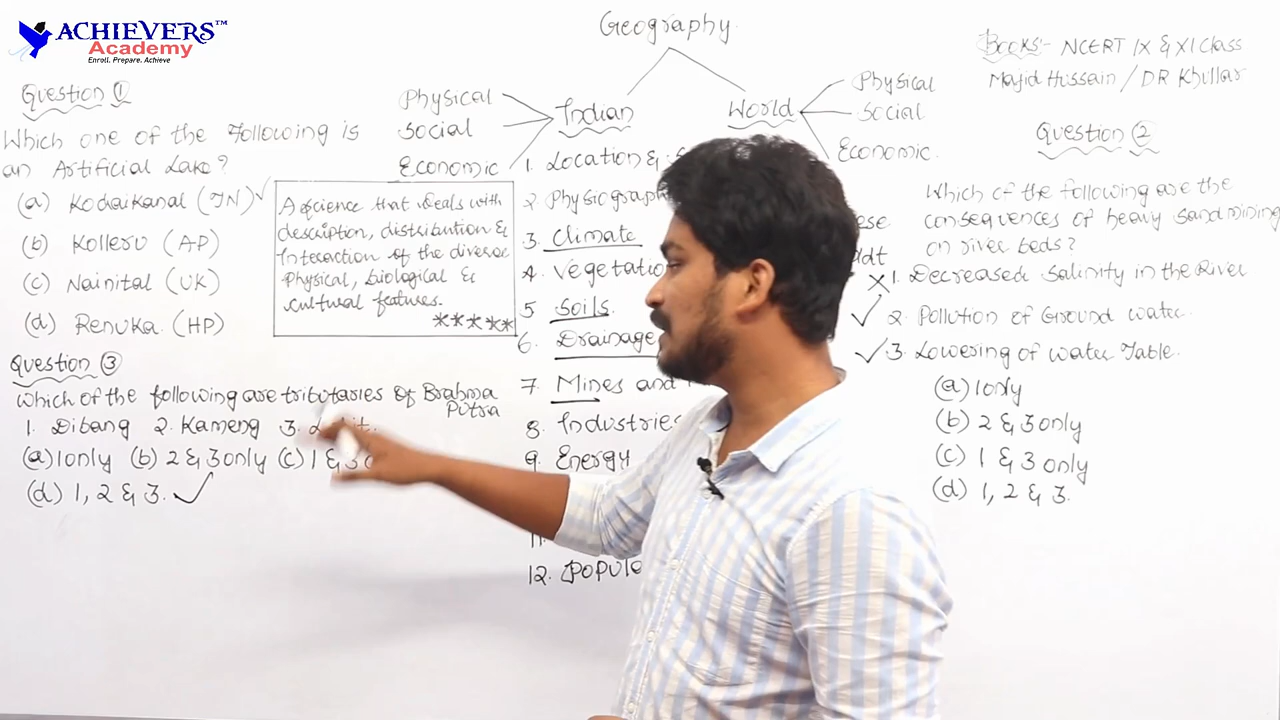 ACHIEVERS™
Academy
Enroll. Prepare. Achieve
Geography.
Books:- NCERT IX & XI Class
Majid Hussain / DR Khullar
Physical
Social
Economic
Indian
World
Physical
Social
Economic.
Question ①
Which one of the following is
an Artificial Lake?
(a) Kodaikanal (TN) ✓
(b) Kolleru (AP)
(c) Nainital (UK)
(d) Renuka (HP)
A science that deals with
description, distribution &
Interaction of the diverse
Physical, biological &
cultural features.
*****
1. Location &
2. Physiograph
3. Climate
4. Vegetatio
5 Soils.
6. Drainage
7. Mines and
8. Industries
9. Energy
11.
12. Popula
Question ②
Which of the following are the
consequences of heavy sandmining
on river beds?
X 1. Decreased Salinity in the River
✓ 2. Pollution of Ground water.
✓ 3. Lowering of water Table.
(a) 1 only
(b) 2 & 3 only
(c) 1 & 3 only
(d) 1, 2 & 3.
Question ③
Which of the following are tributaries of Brahma
Putra
1. Dibang 2. Kameng 3.
(a) 1 only (b) 2 & 3 only (c) 1 & 3
(d) 1, 2 & 3. ✓